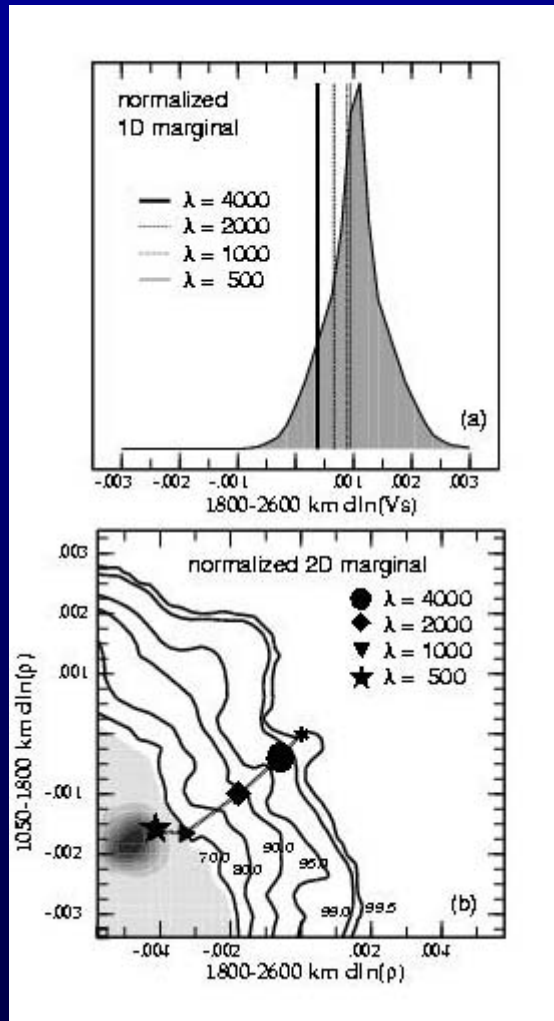 normalized
1D marginal
λ = 4000
λ = 2000
λ = 1000
λ = 500
(a)
-.003 -.002 -.001 .001 .002 .003
1800-2600 km dln(Vs)
normalized 2D marginal
λ = 4000
λ = 2000
λ = 1000
λ = 500
.003
.002
.001
-.001
-.002
-.003
1050-1800 km dln(ρ)
70.0
80.0
90.0
95.0
99.0
99.5
(b)
-.004 -.002 .002 .004
1800-2600 km dln(ρ)